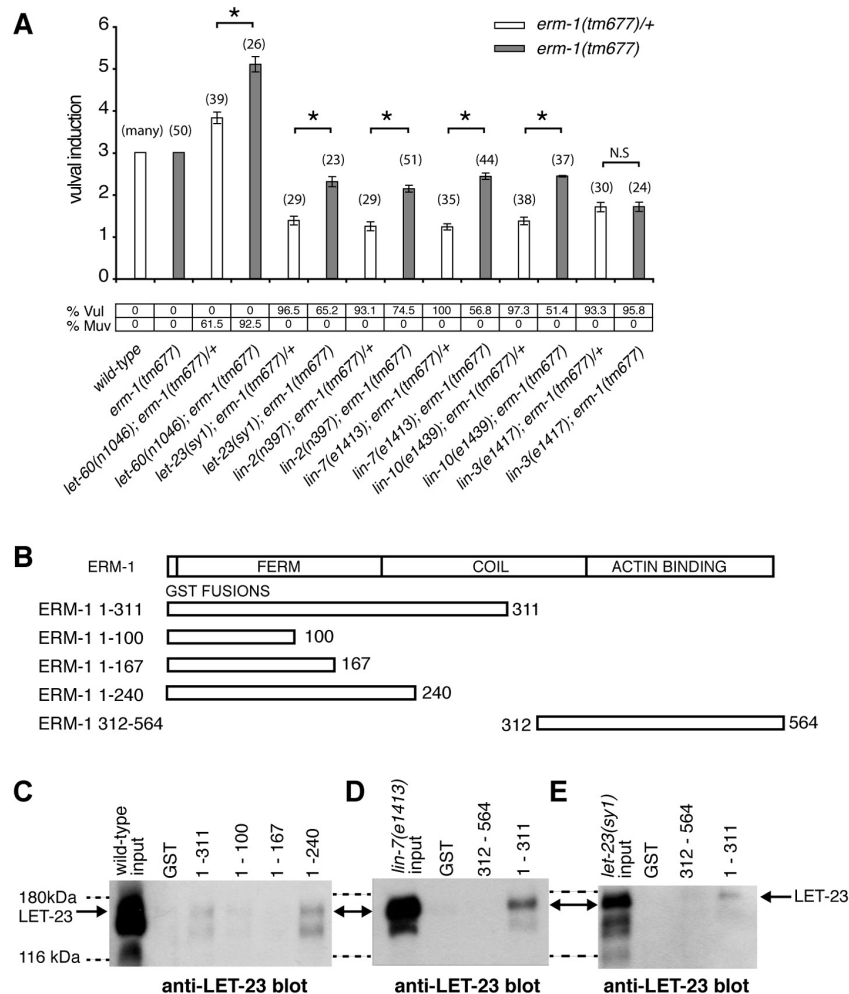 A
erm-1(tm677)/+
erm-1(tm677)
vulval induction
6
5
4
3
2
1
0
(many)
(50)
(39)
(26)
(29)
(23)
(29)
(51)
(35)
(44)
(38)
(37)
(30)
(24)
*
*
*
*
*
N.S
% Vul 0 0 0 0 96.5 65.2 93.1 74.5 100 56.8 97.3 51.4 93.3 95.8
% Muv 0 0 61.5 92.5 0 0 0 0 0 0 0 0 0 0
wild-type
erm-1(tm677)
let-60(n1046); erm-1(tm677)/+
let-60(n1046); erm-1(tm677)
let-23(sy1); erm-1(tm677)/+
let-23(sy1); erm-1(tm677)
lin-2(n397); erm-1(tm677)/+
lin-2(n397); erm-1(tm677)
lin-7(e1413); erm-1(tm677)/+
lin-7(e1413); erm-1(tm677)
lin-10(e1439); erm-1(tm677)/+
lin-10(e1439); erm-1(tm677)
lin-3(e1417); erm-1(tm677)/+
lin-3(e1417); erm-1(tm677)
B
ERM-1 FERM COIL ACTIN BINDING
GST FUSIONS
ERM-1 1-311 311
ERM-1 1-100 100
ERM-1 1-167 167
ERM-1 1-240 240
ERM-1 312-564 312 564
C
wild-type
input
GST
1 -311
1 - 100
1 - 167
1 -240
180kDa
LET-23
116 kDa
anti-LET-23 blot
D
lin-7(e1413)
input
GST
312 - 564
1 - 311
anti-LET-23 blot
E
let-23(sy1)
input
GST
312 - 564
1 - 311
LET-23
anti-LET-23 blot